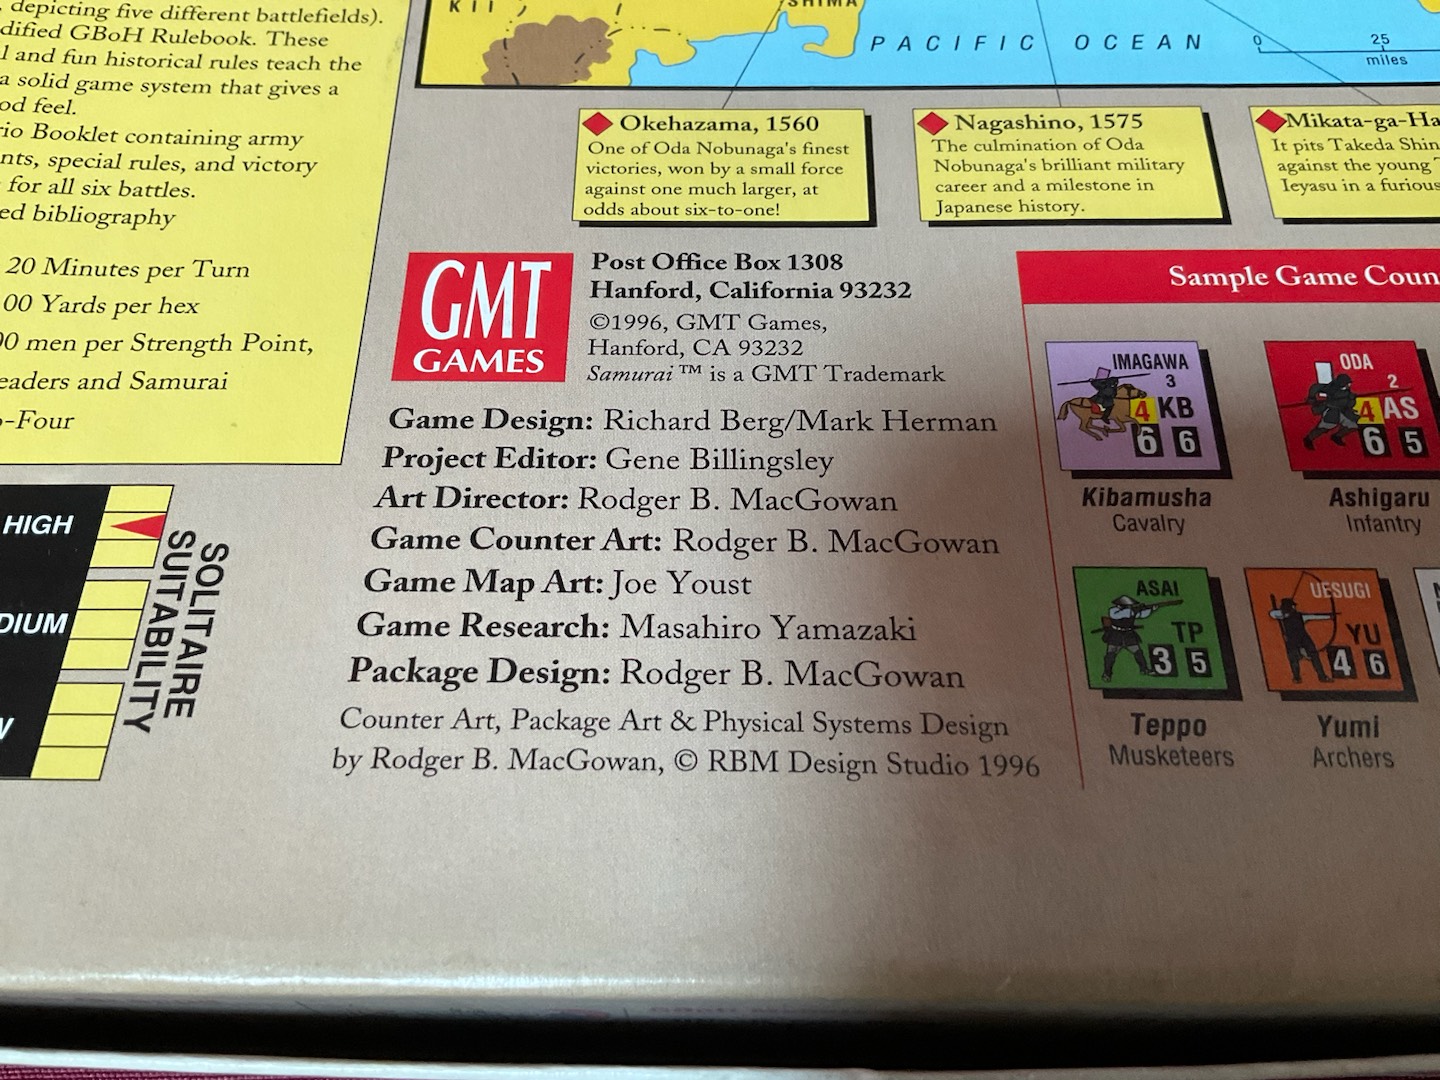 depicting five different battlefields).
dified GBoH Rulebook. These
l and fun historical rules teach the
a solid game system that gives a
od feel.
rio Booklet containing army
nts, special rules, and victory
for all six battles.
ed bibliography
20 Minutes per Turn
00 Yards per hex
00 men per Strength Point,
eaders and Samurai
o-Four
HIGH
DIUM
W
SOLITAIRE
SUITABILITY
KII
SHIMA
PACIFIC OCEAN
0 25
miles
Okehazama, 1560
One of Oda Nobunaga's finest
victories, won by a small force
against one much larger, at
odds about six-to-one!
Nagashino, 1575
The culmination of Oda
Nobunaga's brilliant military
career and a milestone in
Japanese history.
Mikata-ga-Ha
It pits Takeda Shin
against the young T
Ieyasu in a furious
GMT
GAMES
Post Office Box 1308
Hanford, California 93232
©1996, GMT Games,
Hanford, CA 93232
Samurai™ is a GMT Trademark
Game Design: Richard Berg/Mark Herman
Project Editor: Gene Billingsley
Art Director: Rodger B. MacGowan
Game Counter Art: Rodger B. MacGowan
Game Map Art: Joe Youst
Game Research: Masahiro Yamazaki
Package Design: Rodger B. MacGowan
Counter Art, Package Art & Physical Systems Design
by Rodger B. MacGowan, © RBM Design Studio 1996
Sample Game Coun
IMAGAWA
3
4 KB
6 6
Kibamusha
Cavalry
ODA
2
4 AS
6 5
Ashigaru
Infantry
ASAI
TP
3 5
Teppo
Musketeers
UESUGI
YU
4 6
Yumi
Archers